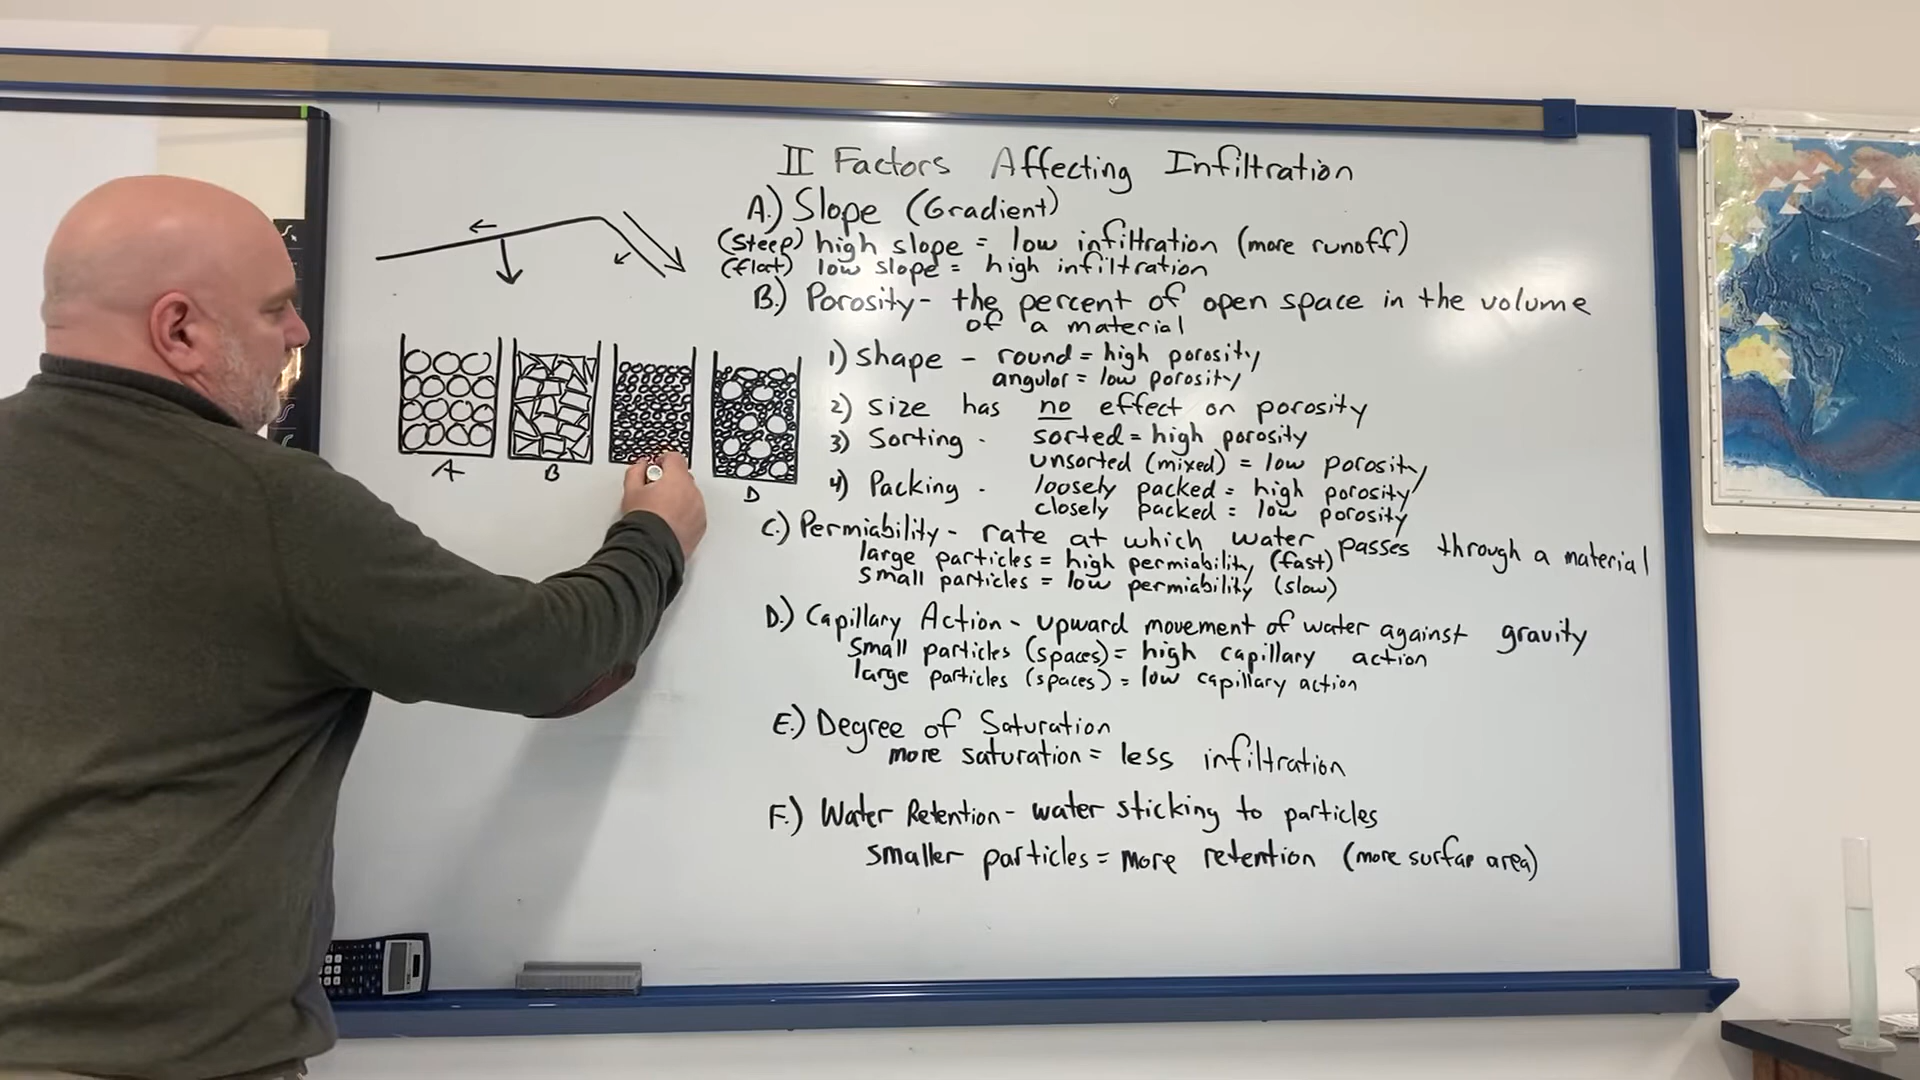 II Factors Affecting Infiltration
A.) Slope (Gradient)
(steep) high slope = low infiltration (more runoff)
(flat) low slope = high infiltration
B.) Porosity - the percent of open space in the volume
of a material
1) shape - round = high porosity
angular = low porosity
2) size has no effect on porosity
3) Sorting - sorted = high porosity
unsorted (mixed) = low porosity
4) Packing - loosely packed = high porosity
closely packed = low porosity
C.) Permiability - rate at which water passes through a material
large particles = high permiability (fast)
small particles = low permiability (slow)
D.) Capillary Action - upward movement of water against gravity
small particles (spaces) = high capillary action
large particles (spaces) = low capillary action
E.) Degree of Saturation
more saturation = less infiltration
F.) Water Retention - water sticking to particles
smaller particles = more retention (more surfac area)
A
B
D